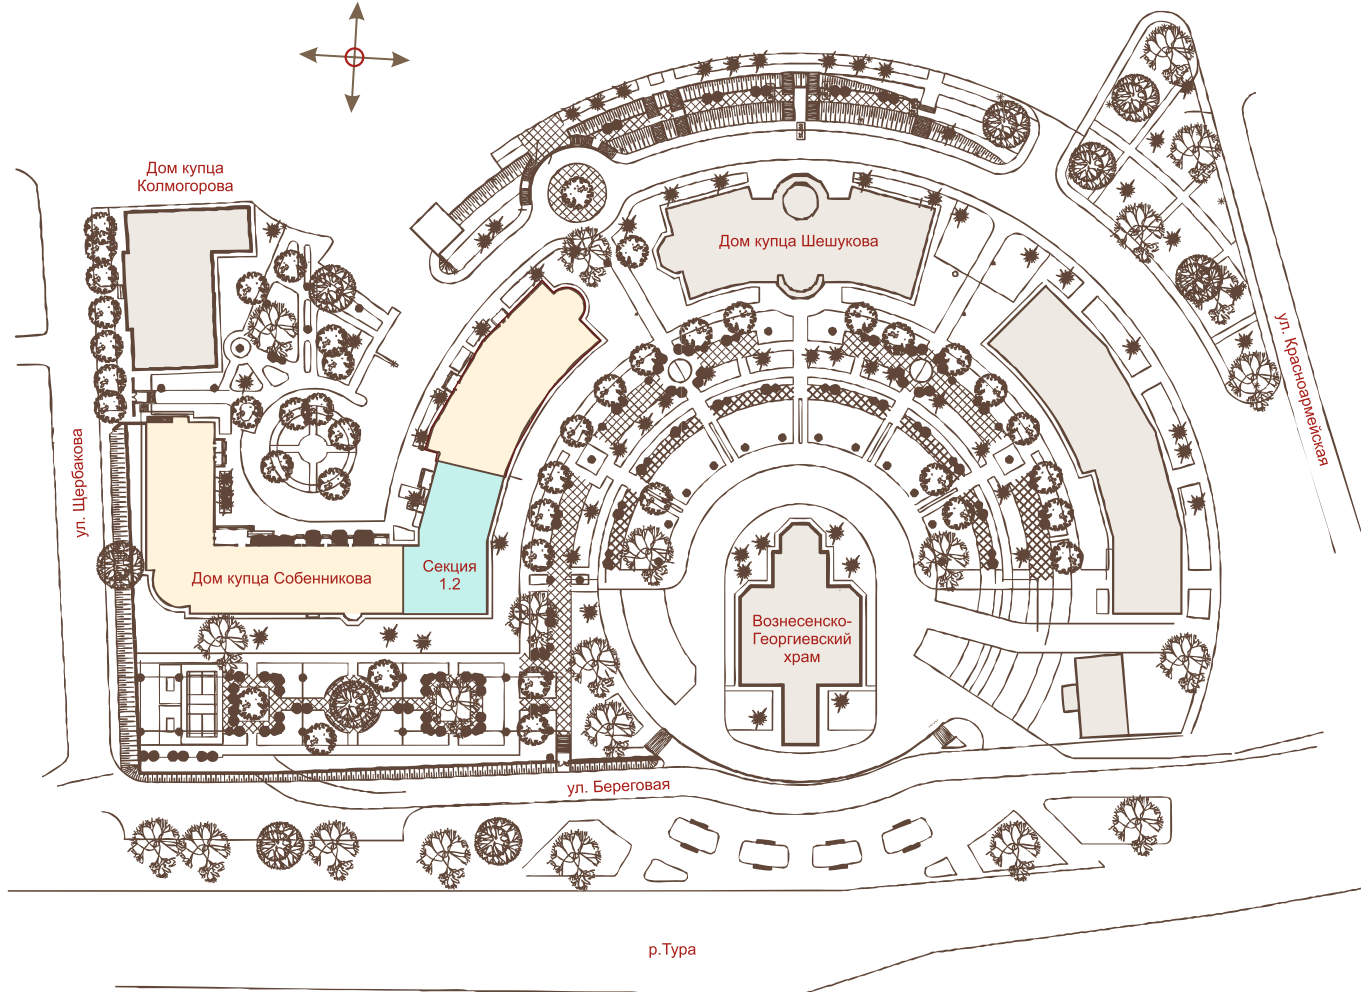 Дом купца
Колмогорова
Дом купца Шешукова
ул. Красноармейская
ул. Щербакова
Дом купца Собенникова
Секция
1.2
Вознесенско-
Георгиевский
храм
ул. Береговая
р.Тура